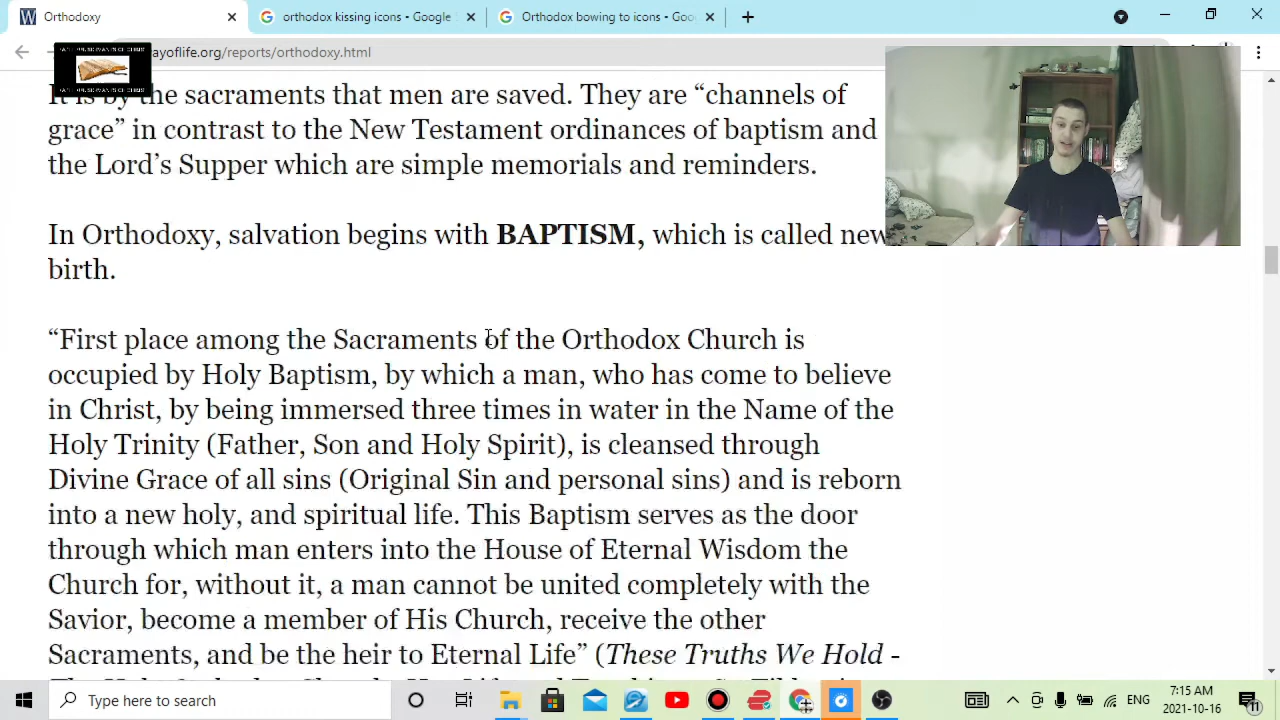 Orthodoxy
orthodox kissing icons - Google
Orthodox bowing to icons - Goo
ayoflife.org/reports/orthodoxy.html
It is by the sacraments that men are saved. They are “channels of
grace” in contrast to the New Testament ordinances of baptism and
the Lord’s Supper which are simple memorials and reminders.
In Orthodoxy, salvation begins with BAPTISM, which is called new
birth.
“First place among the Sacraments of the Orthodox Church is
occupied by Holy Baptism, by which a man, who has come to believe
in Christ, by being immersed three times in water in the Name of the
Holy Trinity (Father, Son and Holy Spirit), is cleansed through
Divine Grace of all sins (Original Sin and personal sins) and is reborn
into a new holy, and spiritual life. This Baptism serves as the door
through which man enters into the House of Eternal Wisdom the
Church for, without it, a man cannot be united completely with the
Savior, become a member of His Church, receive the other
Sacraments, and be the heir to Eternal Life” (These Truths We Hold -
Type here to search
ENG
7:15 AM
2021-10-16
11